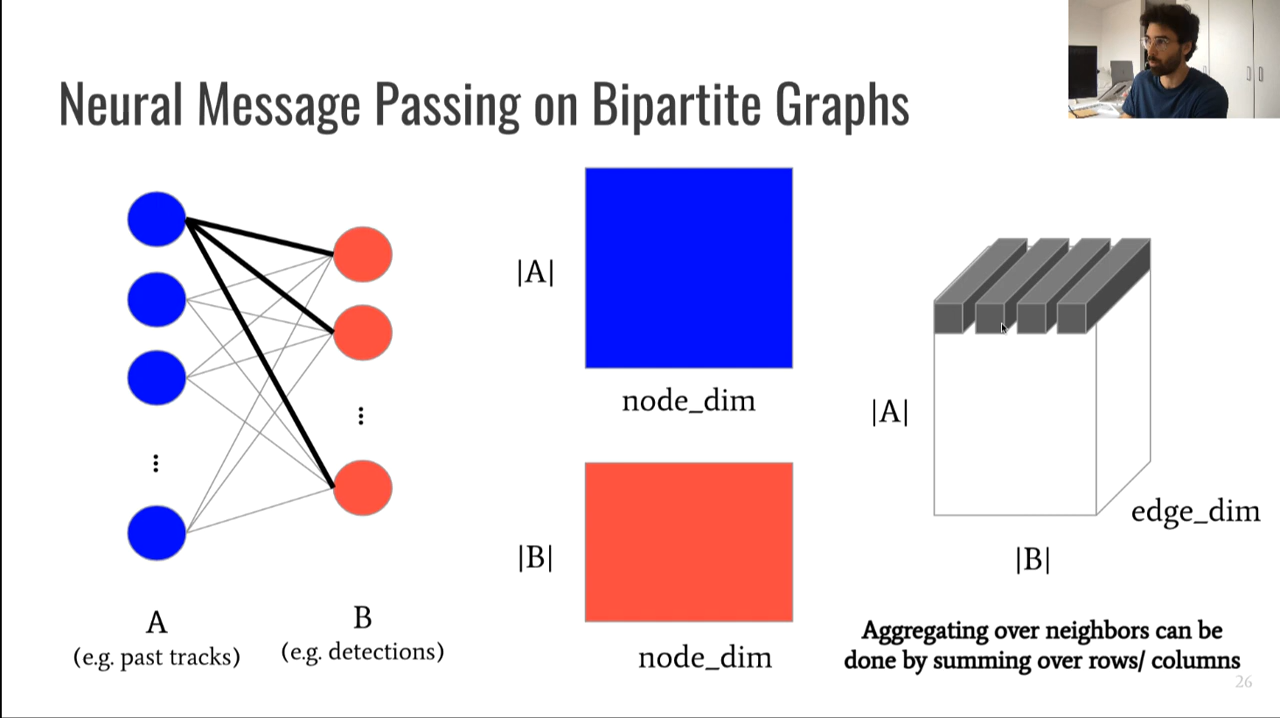 Neural Message Passing on Bipartite Graphs
A
(e.g. past tracks)
B
(e.g. detections)
|A|
node_dim
|B|
node_dim
|A|
edge_dim
|B|
Aggregating over neighbors can be
done by summing over rows/ columns
26